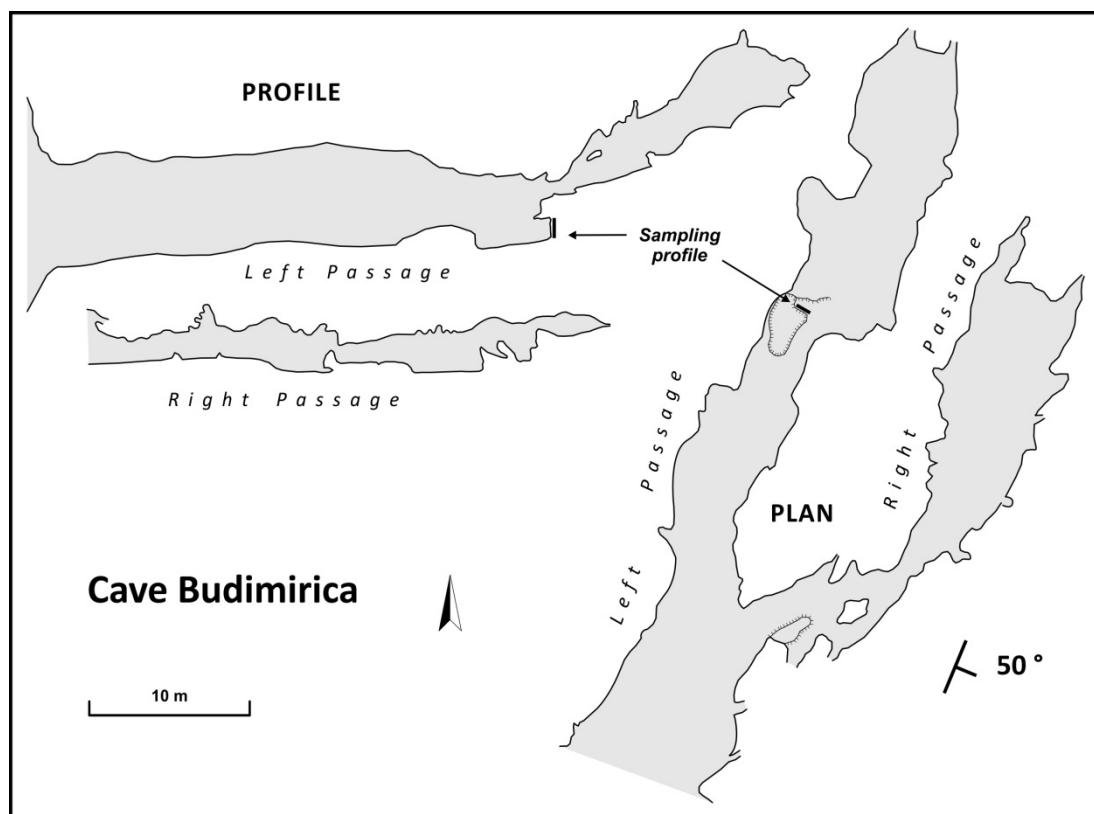 PROFILE
Sampling
profile
Left Passage
Right Passage
Left Passage
Right Passage
PLAN
Cave Budimirica
10 m
50 °